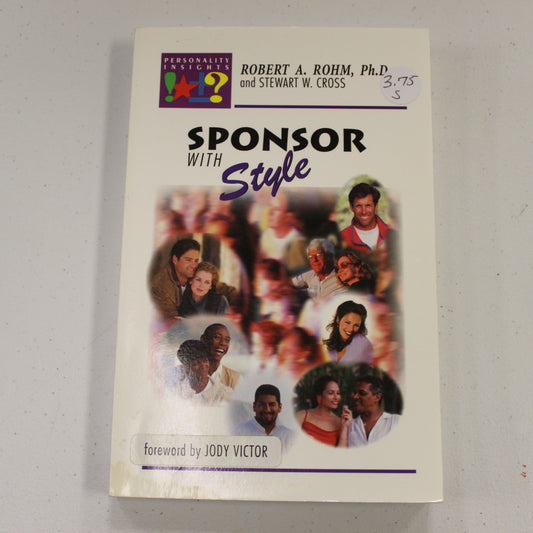 PERSONALITY
INSIGHTS
!★±?
ROBERT A. ROHM, Ph.D
and STEWART W. CROSS
3.75
S
SPONSOR
WITH
Style
foreword by JODY VICTOR